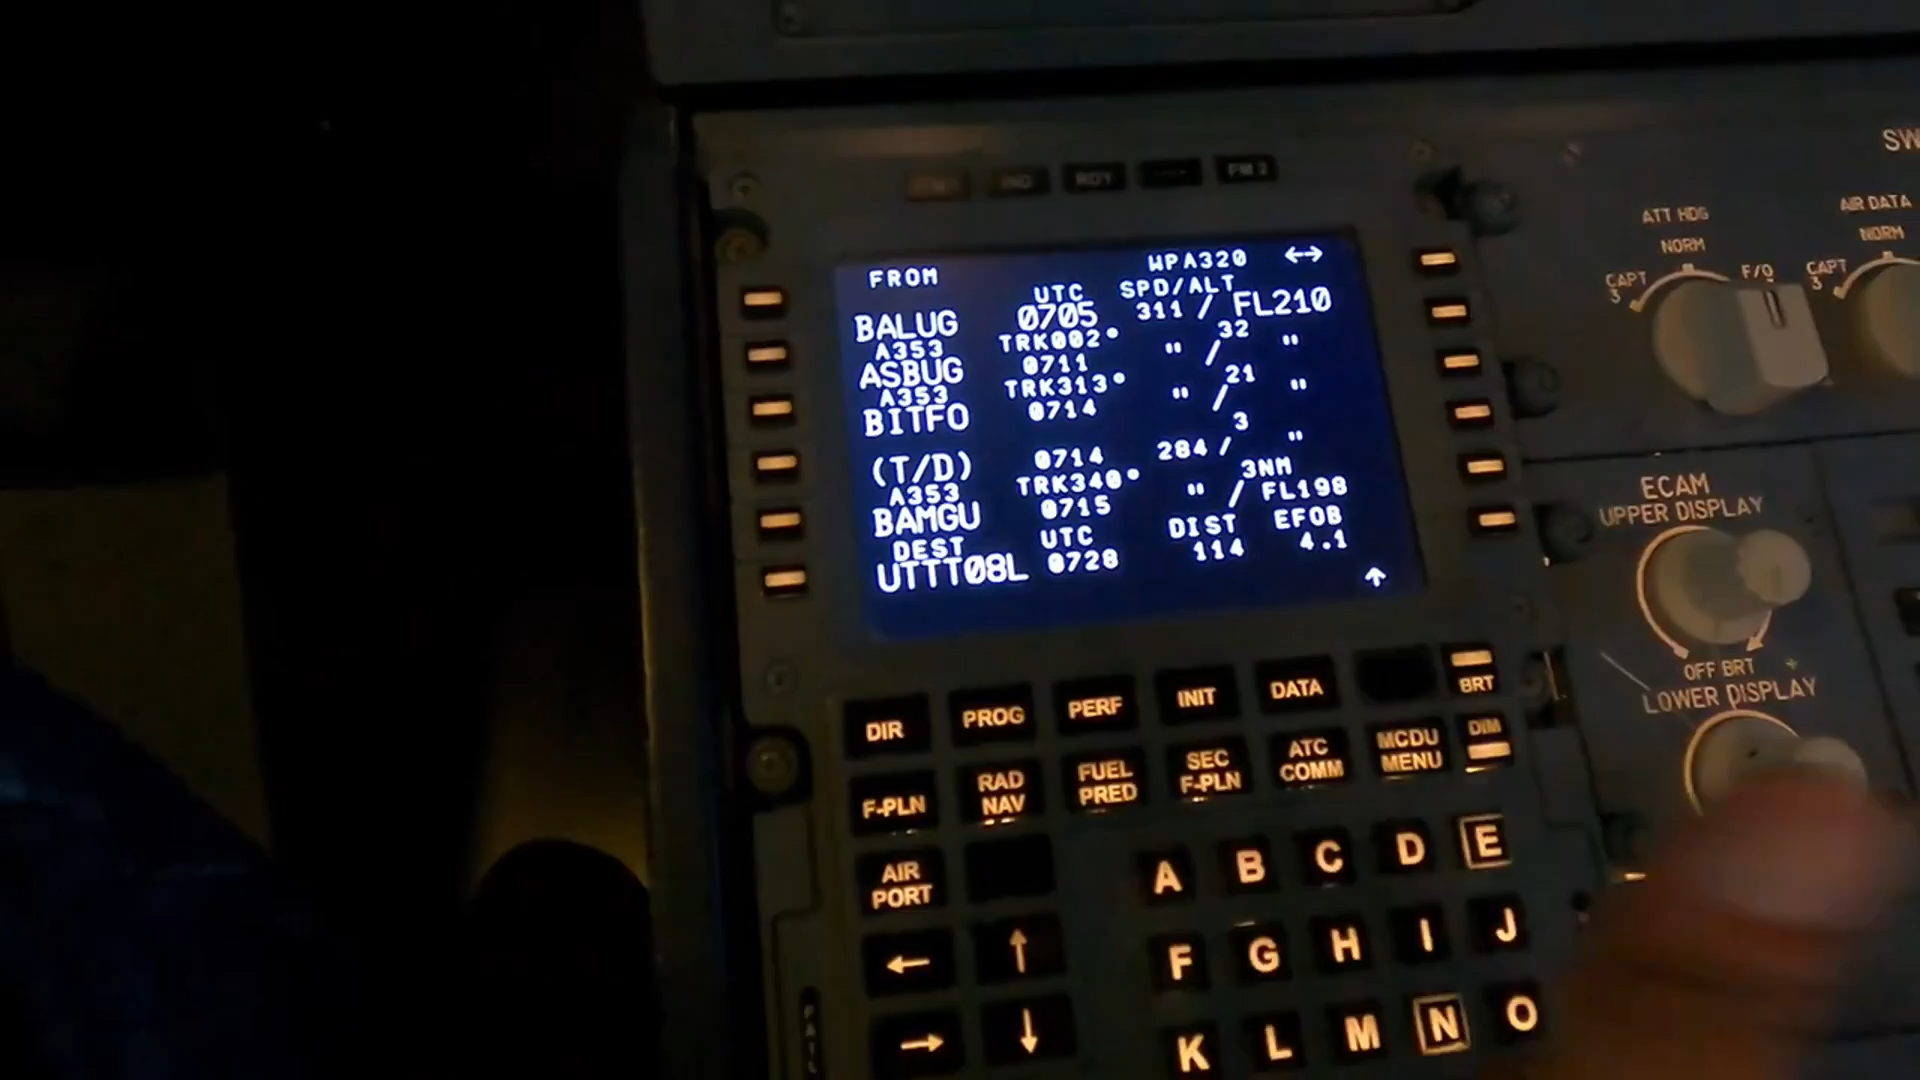 RDY FM2
FROM WPA320 ↔
UTC SPD/ALT
BALUG 0705 311 / FL210
A353 TRK002° 32
ASBUG 0711 " / "
A353 TRK313° 21
BITFO 0714 " / "
3
(T/D) 0714 284 / "
A353 TRK340° 3NM
BAMGU 0715 " / FL198
DEST UTC DIST EFOB
UTTT08L 0728 114 4.1
↑
SW
ATT HDG
NORM
CAPT 3
F/O
AIR DATA
NORM
CAPT 3
ECAM
UPPER DISPLAY
OFF BRT
LOWER DISPLAY
DIR PROG PERF INIT DATA BRT
F-PLN RAD NAV FUEL PRED SEC F-PLN ATC COMM MCDU MENU DIM
AIR PORT
A B C D E
← ↑ F G H I J
→ ↓ K L M N O